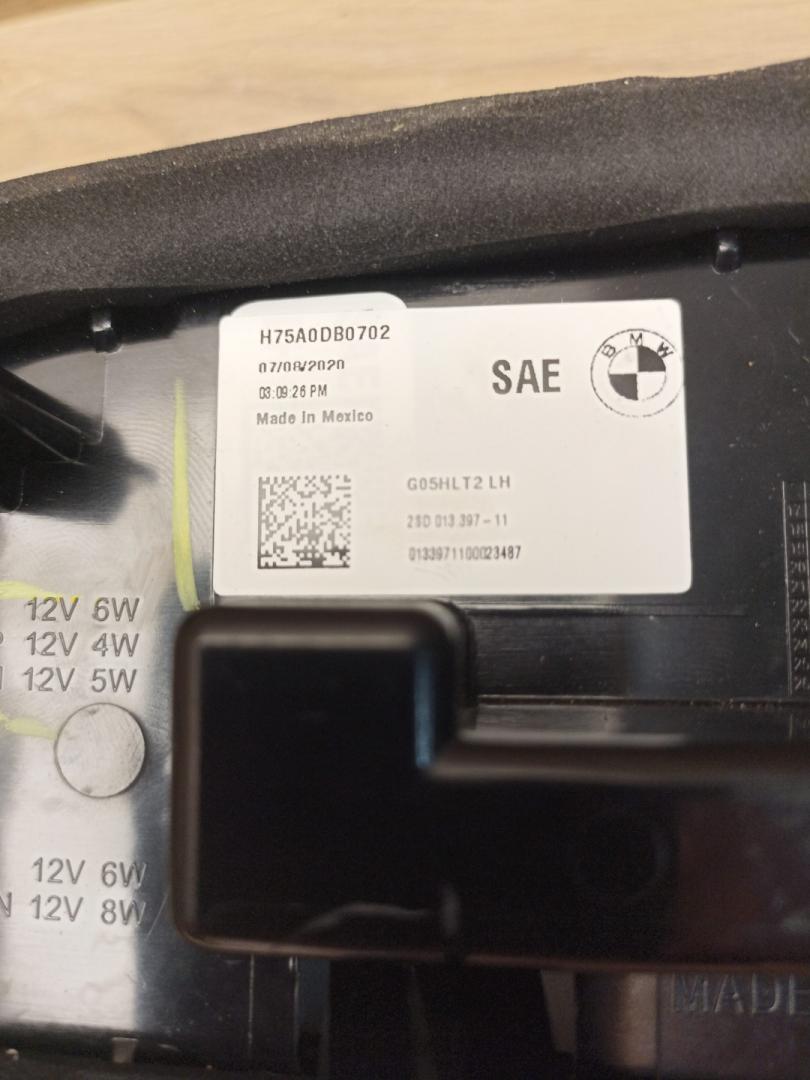 H75A0DB0702
07/08/2020
03:09:26 PM
Made in Mexico
SAE
BMW
G05HLT2 LH
2SD 013.397-11
0133971100023487
12V 6W
12V 4W
12V 5W
12V 6W
N 12V 8W
MADE